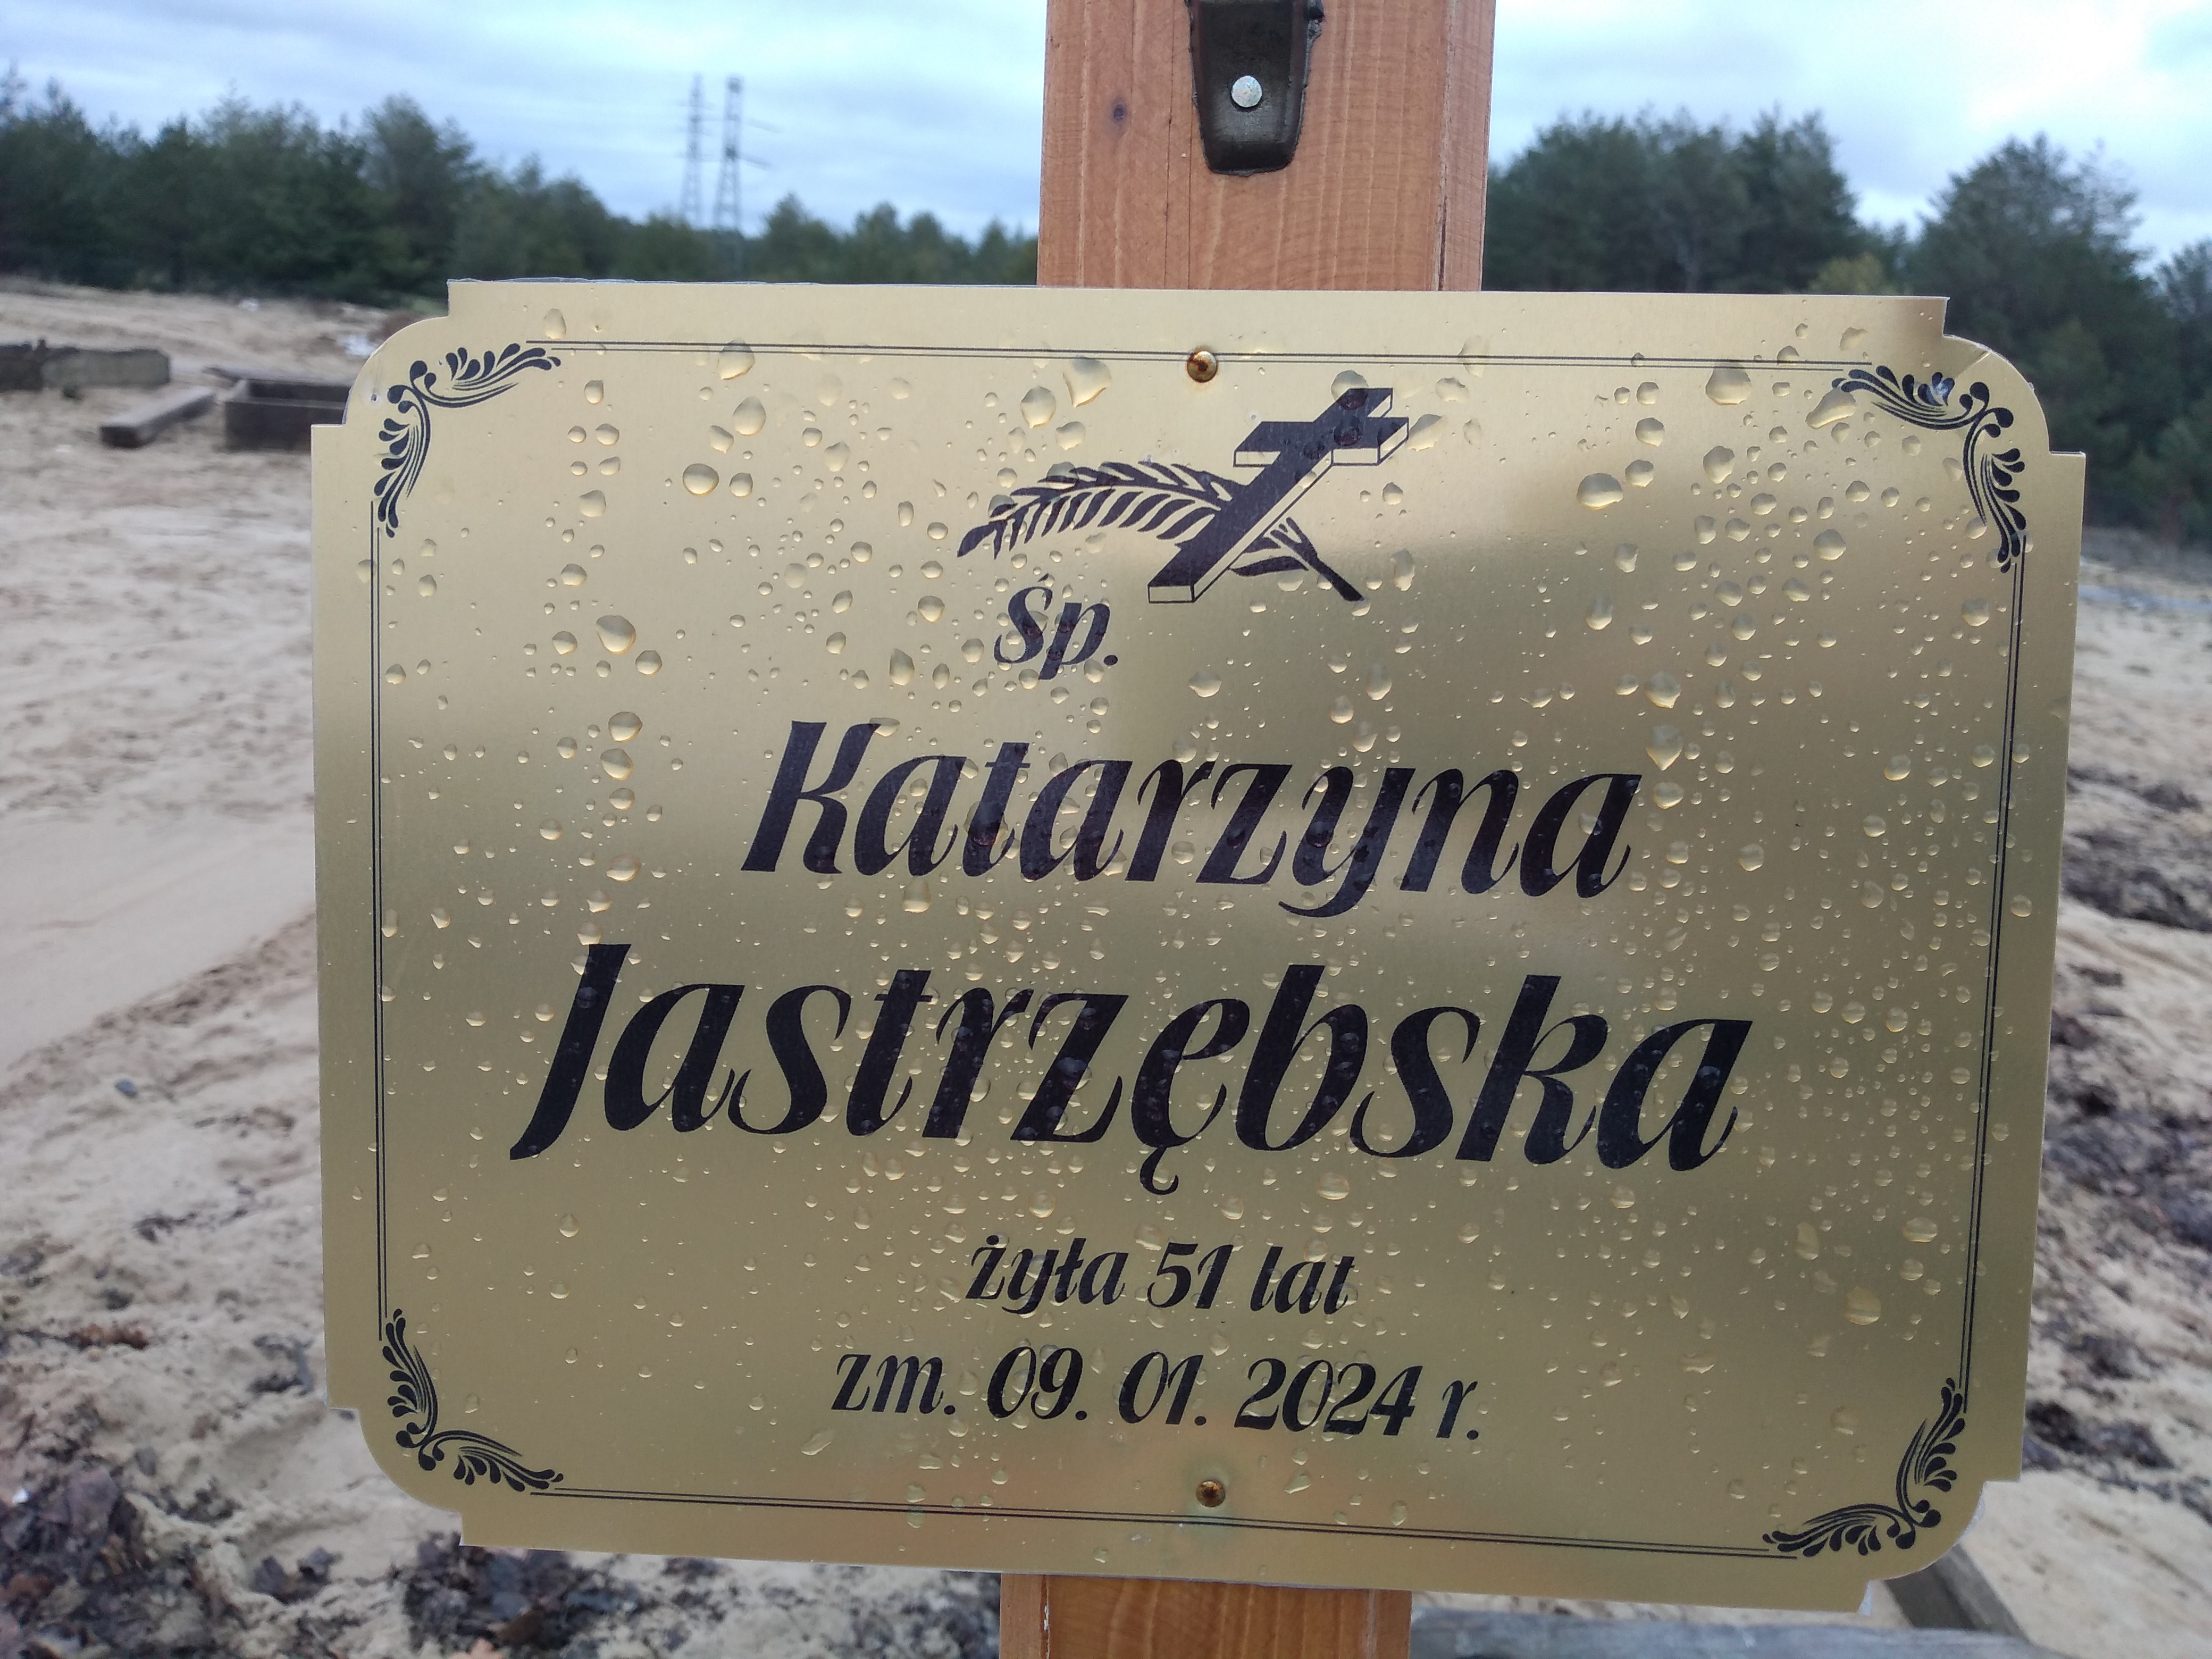 śp.
Katarzyna
Jastrzębska
żyła 51 lat
zm. 09. 01. 2024 r.